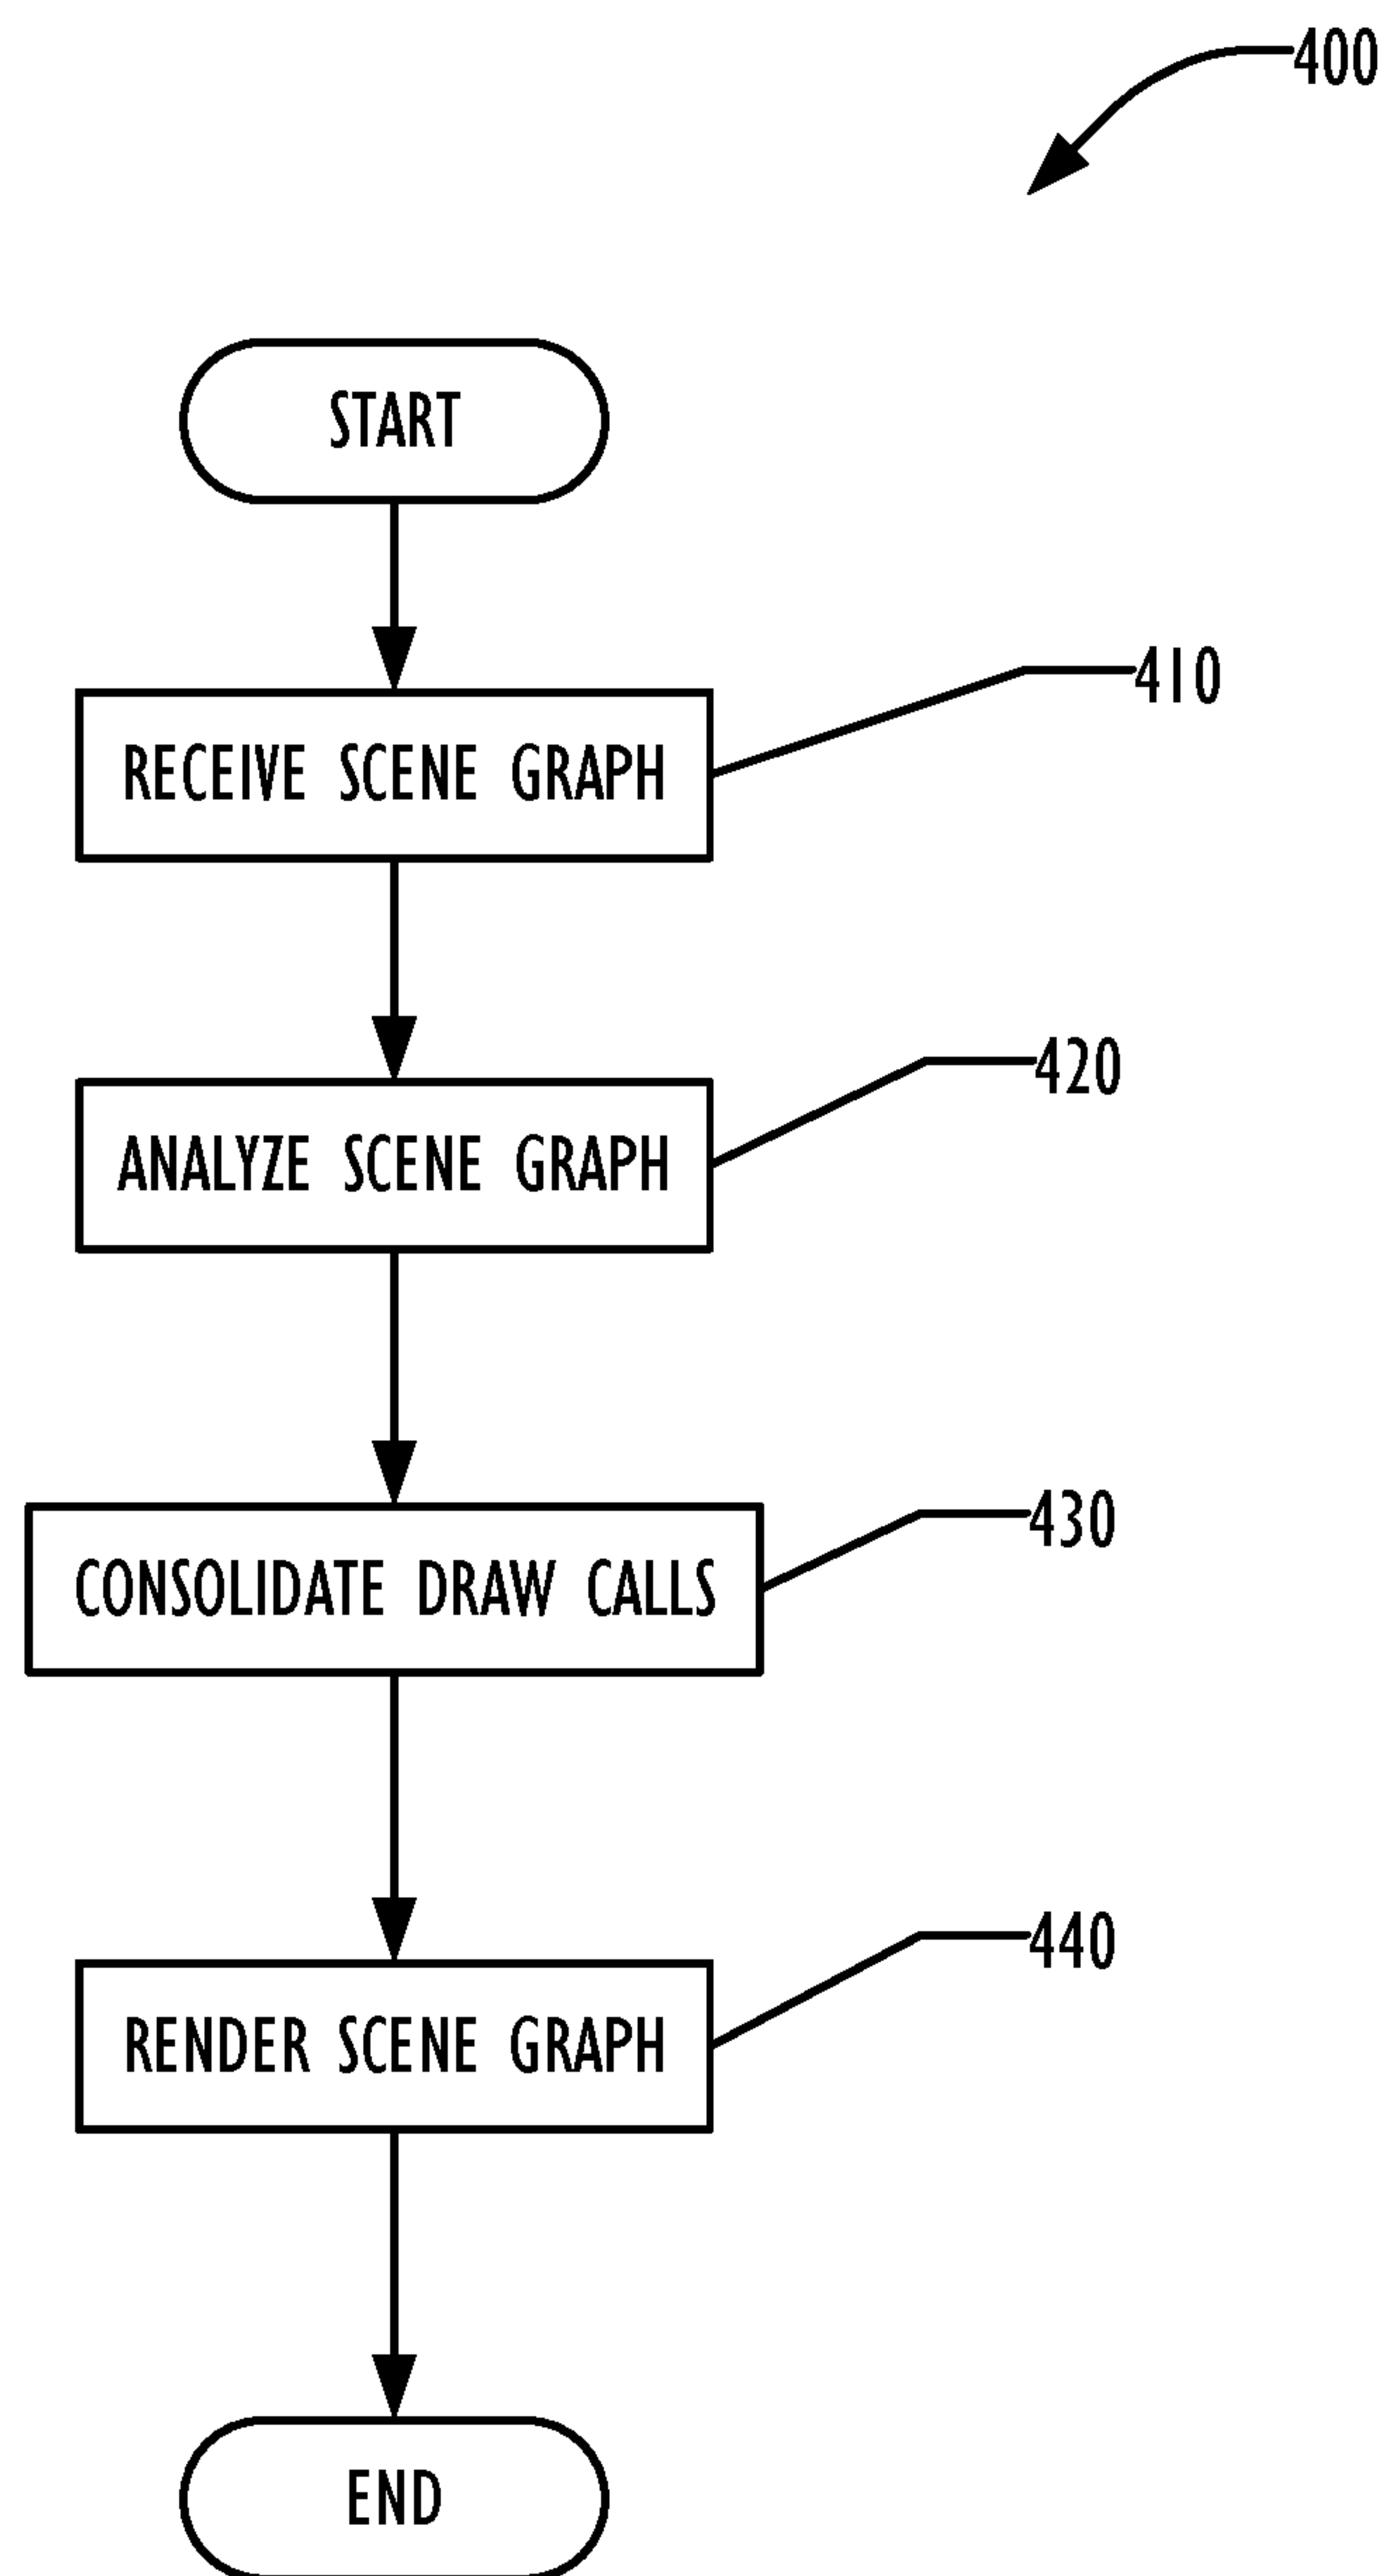 400
START
RECEIVE SCENE GRAPH
410
ANALYZE SCENE GRAPH
420
CONSOLIDATE DRAW CALLS
430
RENDER SCENE GRAPH
440
END